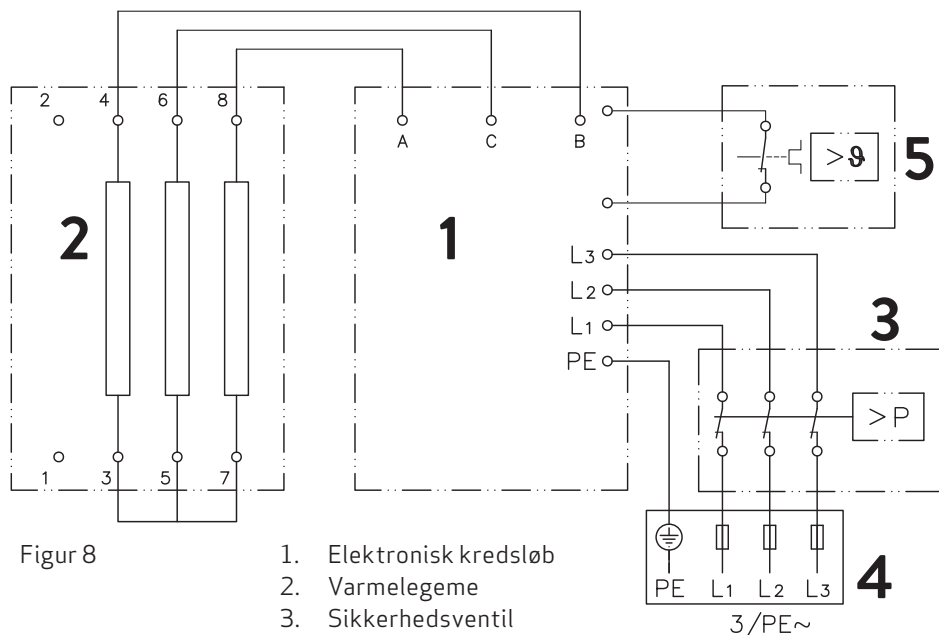 2 4 6 8
A C B
>ϑ
5
2
1
L3
L2
L1
PE
3
>P
1 3 5 7
PE L1 L2 L3
4
3/PE~
Figur 8
1. Elektronisk kredsløb
2. Varmelegeme
3. Sikkerhedsventil